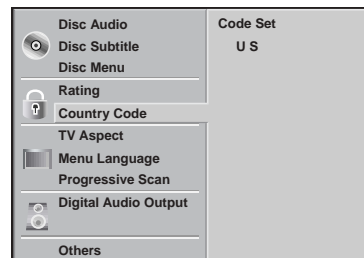 Disc Audio
Disc Subtitle
Disc Menu
Rating
Country Code
TV Aspect
Menu Language
Progressive Scan
Digital Audio Output
Others
Code Set
U S